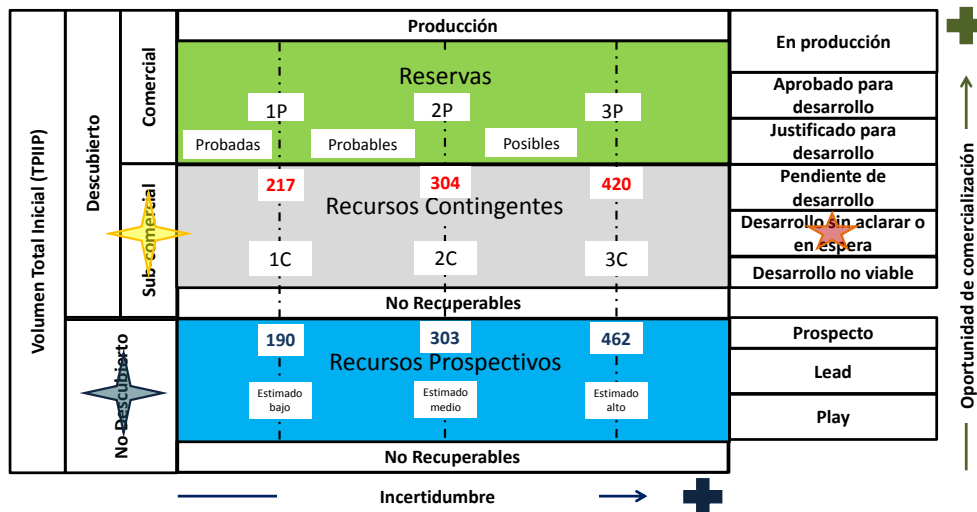 Volumen Total Inicial (TPIIP)
Descubierto
No-Descubierto
Comercial
Sub-comercial
Producción
Reservas
1P
2P
3P
Probadas
Probables
Posibles
217
304
420
Recursos Contingentes
1C
2C
3C
No Recuperables
190
303
462
Recursos Prospectivos
Estimado
bajo
Estimado
medio
Estimado
alto
No Recuperables
Incertidumbre
En producción
Aprobado para
desarrollo
Justificado para
desarrollo
Pendiente de
desarrollo
Desarrollo sin aclarar o
en espera
Desarrollo no viable
Prospecto
Lead
Play
Oportunidad de comercialización